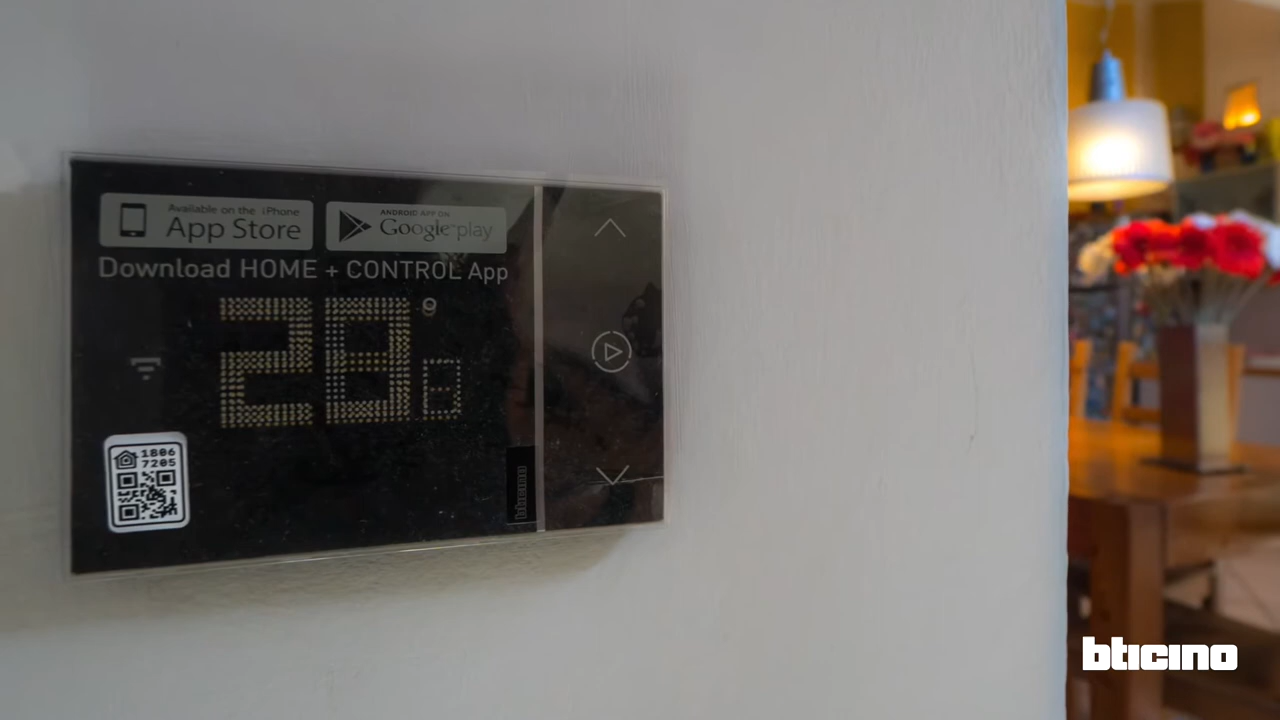 Available on the iPhone
App Store
ANDROID APP ON
Google play
Download HOME + CONTROL App
28°
8
1806
7205
bticino
bticino